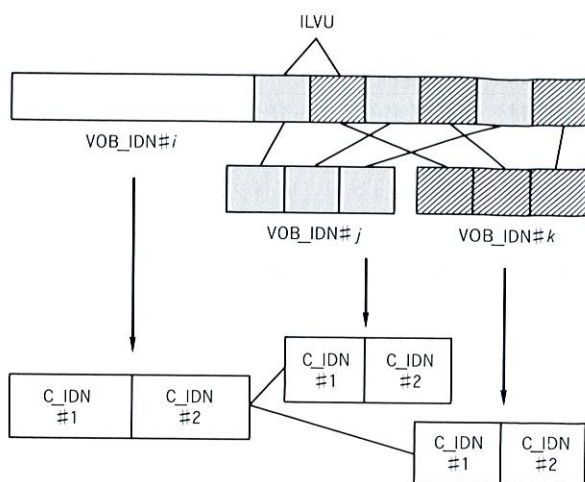 ILVU
VOB_IDN♯i
VOB_IDN♯j
VOB_IDN♯k
C_IDN
♯1
C_IDN
♯2
C_IDN
♯1
C_IDN
♯2
C_IDN
♯1
C_IDN
♯2